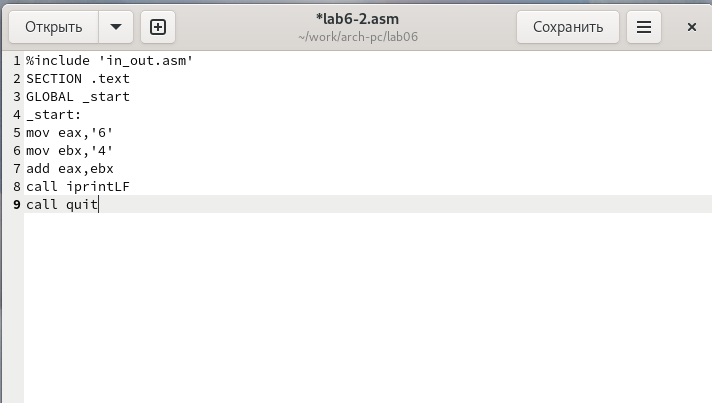 Открыть
*lab6-2.asm
~/work/arch-pc/lab06
Сохранить
1 %include 'in_out.asm'
2 SECTION .text
3 GLOBAL _start
4 _start:
5 mov eax,'6'
6 mov ebx,'4'
7 add eax,ebx
8 call iprintLF
9 call quit